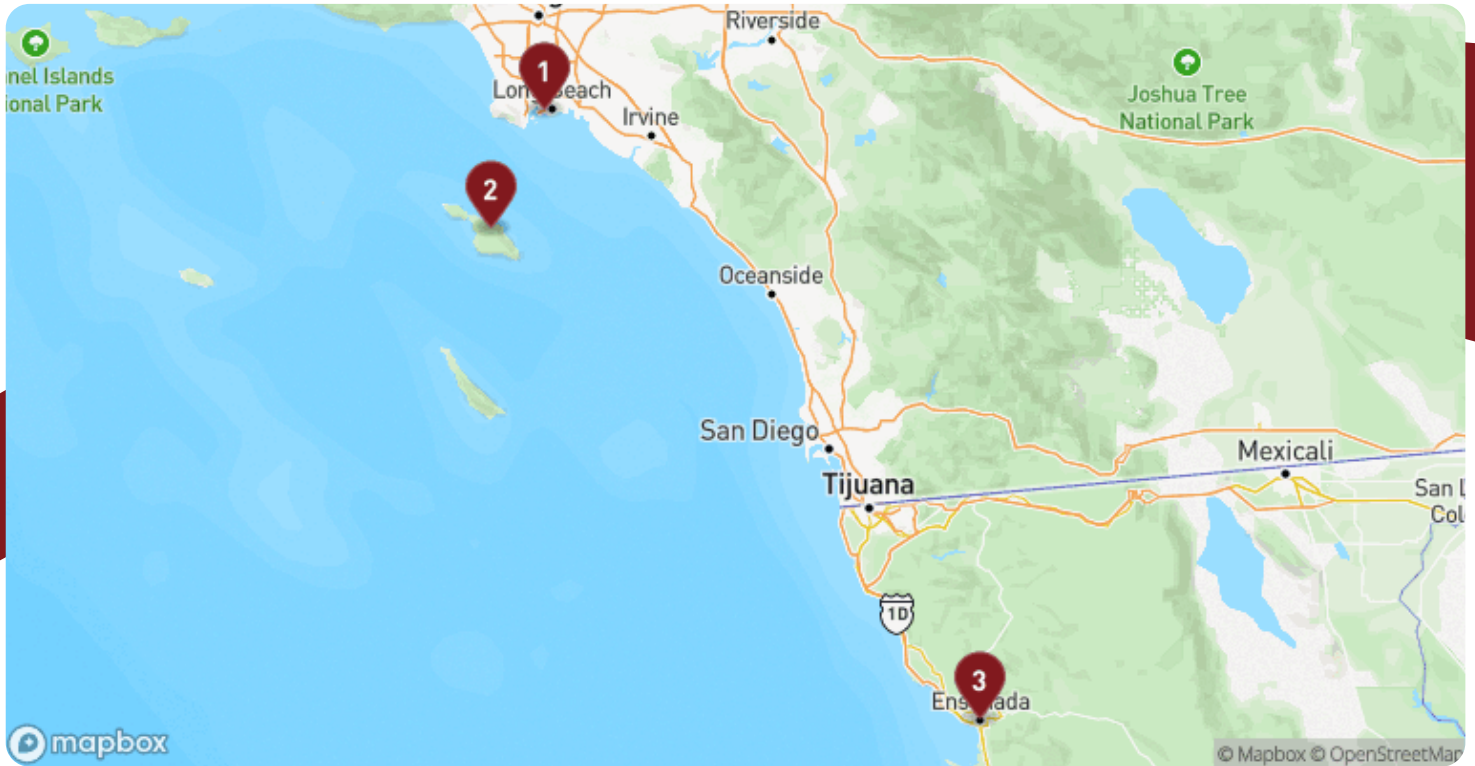 Riverside
1
Long Beach
nel Islands
ional Park
Joshua Tree
National Park
Irvine
2
Oceanside
San Diego
Mexicali
Tijuana
San L
Col
1D
3
Ensenada
mapbox
© Mapbox © OpenStreetMap